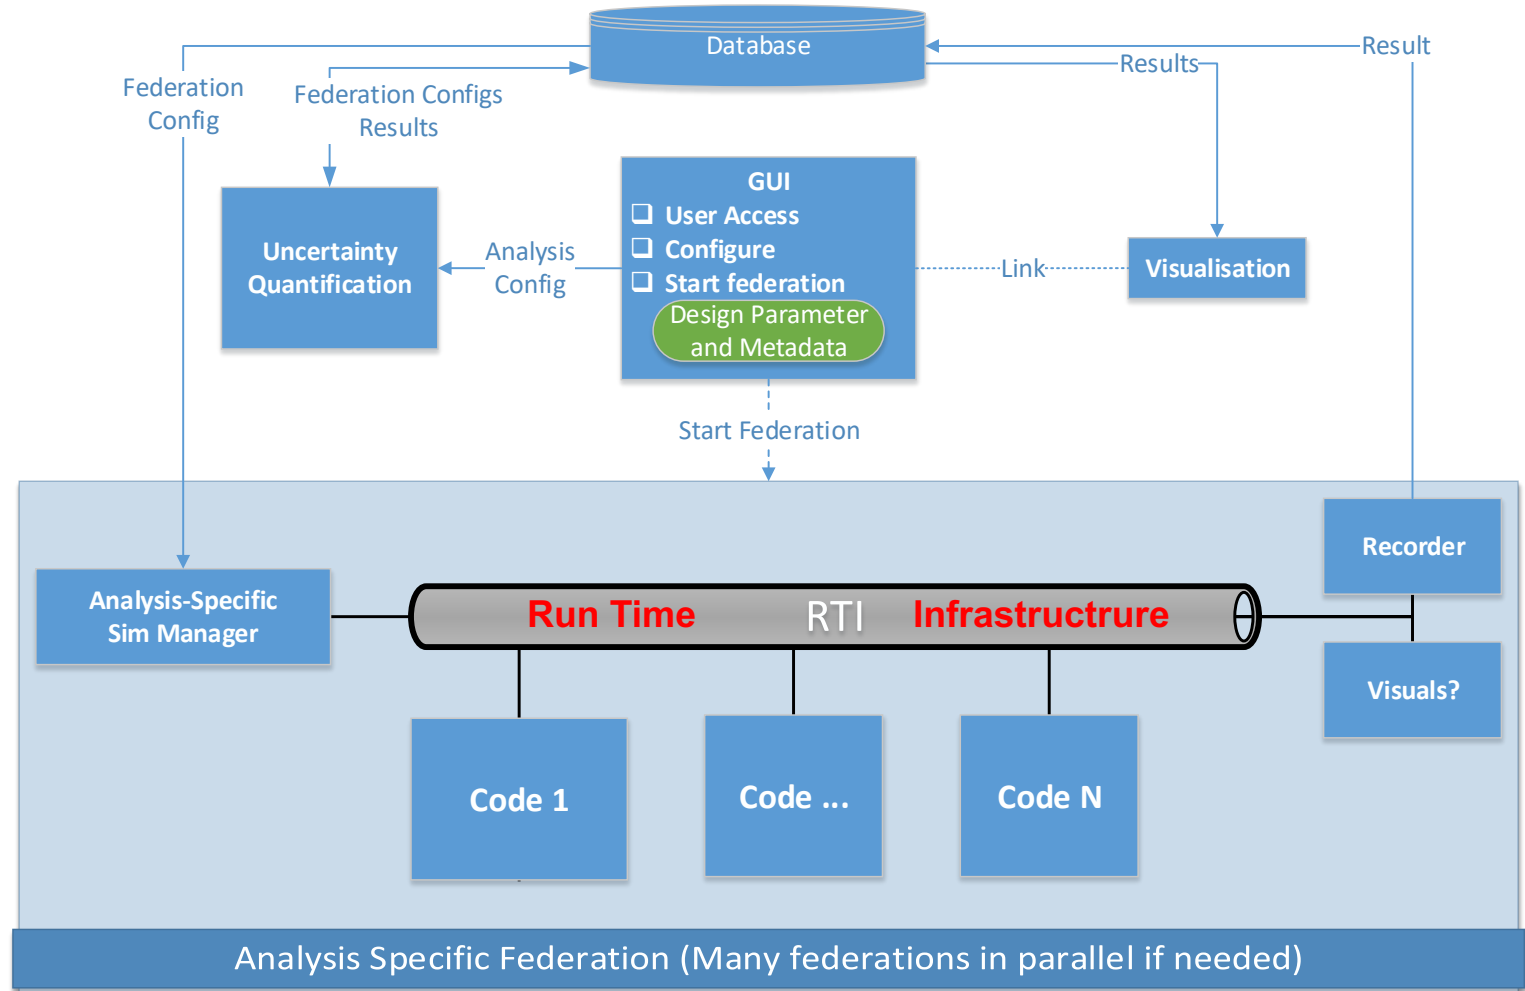 Database
Result
Results
Federation
Config
Federation Configs
Results
GUI
❑ User Access
❑ Configure
❑ Start federation
Design Parameter
and Metadada
Uncertainty
Quantification
Analysis
Config
Link
Visualisation
Start Federation
Recorder
Analysis-Specific
Sim Manager
Run Time RTI Infrastructrure
Visuals?
Code 1
Code ...
Code N
Analysis Specific Federation (Many federations in parallel if needed)